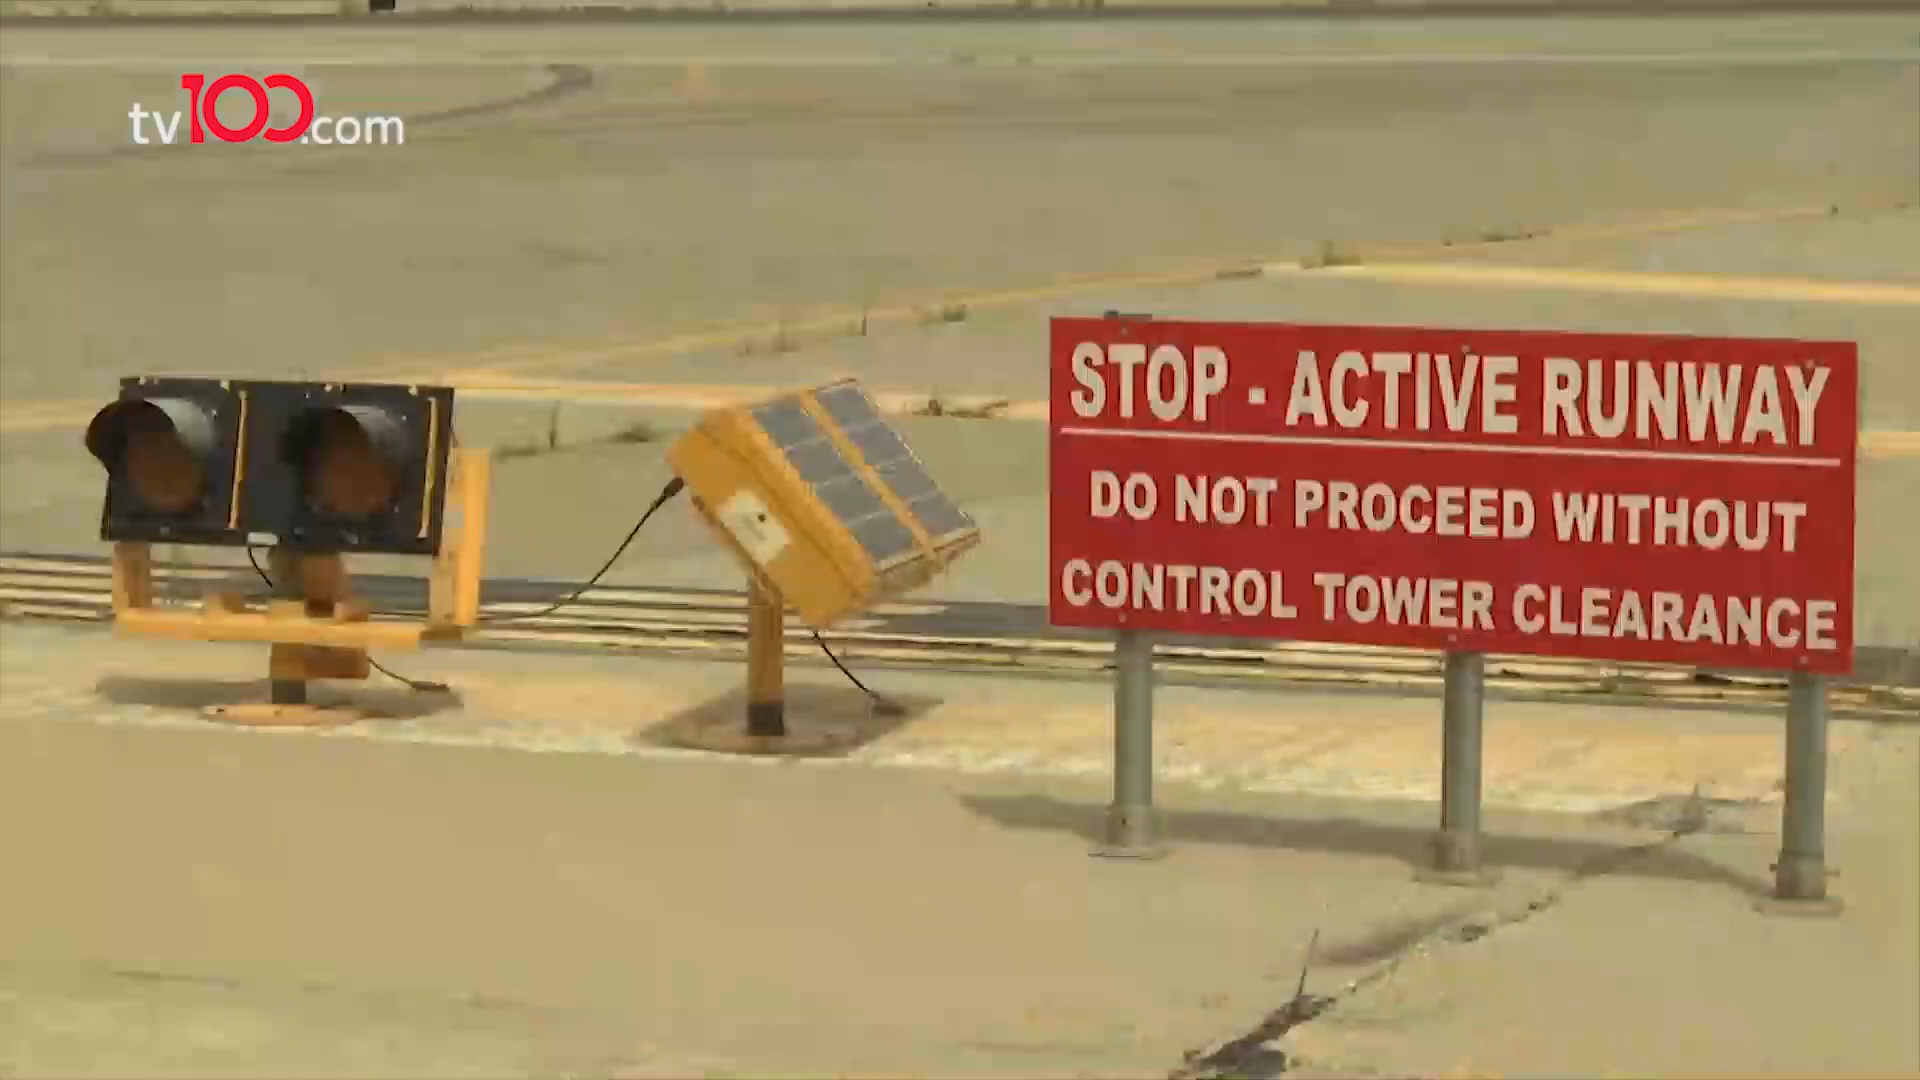 tv100.com
STOP - ACTIVE RUNWAY
DO NOT PROCEED WITHOUT
CONTROL TOWER CLEARANCE